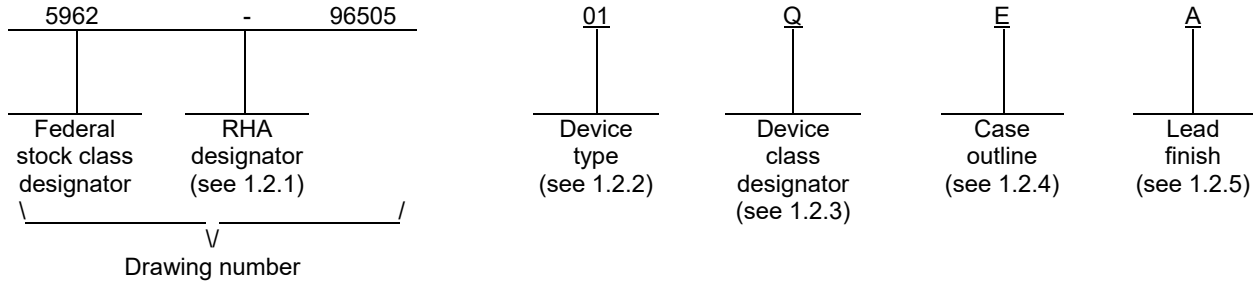 5962 - 96505 01 Q E A
Federal RHA Device Device Case Lead
stock class designator type class outline finish
designator (see 1.2.1) (see 1.2.2) designator (see 1.2.4) (see 1.2.5)
(see 1.2.3)
Drawing number